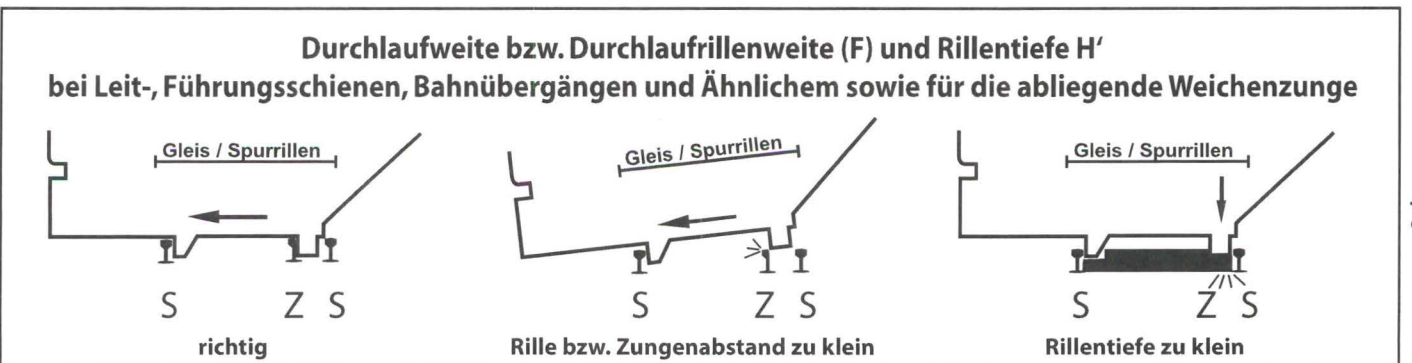 Durchlaufweite bzw. Durchlaufrillenweite (F) und Rillentiefe H‘
bei Leit-, Führungsschienen, Bahnübergängen und Ähnlichem sowie für die abliegende Weichenzunge
Gleis / Spurrillen
S Z S
richtig
Gleis / Spurrillen
S Z S
Rille bzw. Zungenabstand zu klein
Gleis / Spurrillen
S Z S
Rillentiefe zu klein